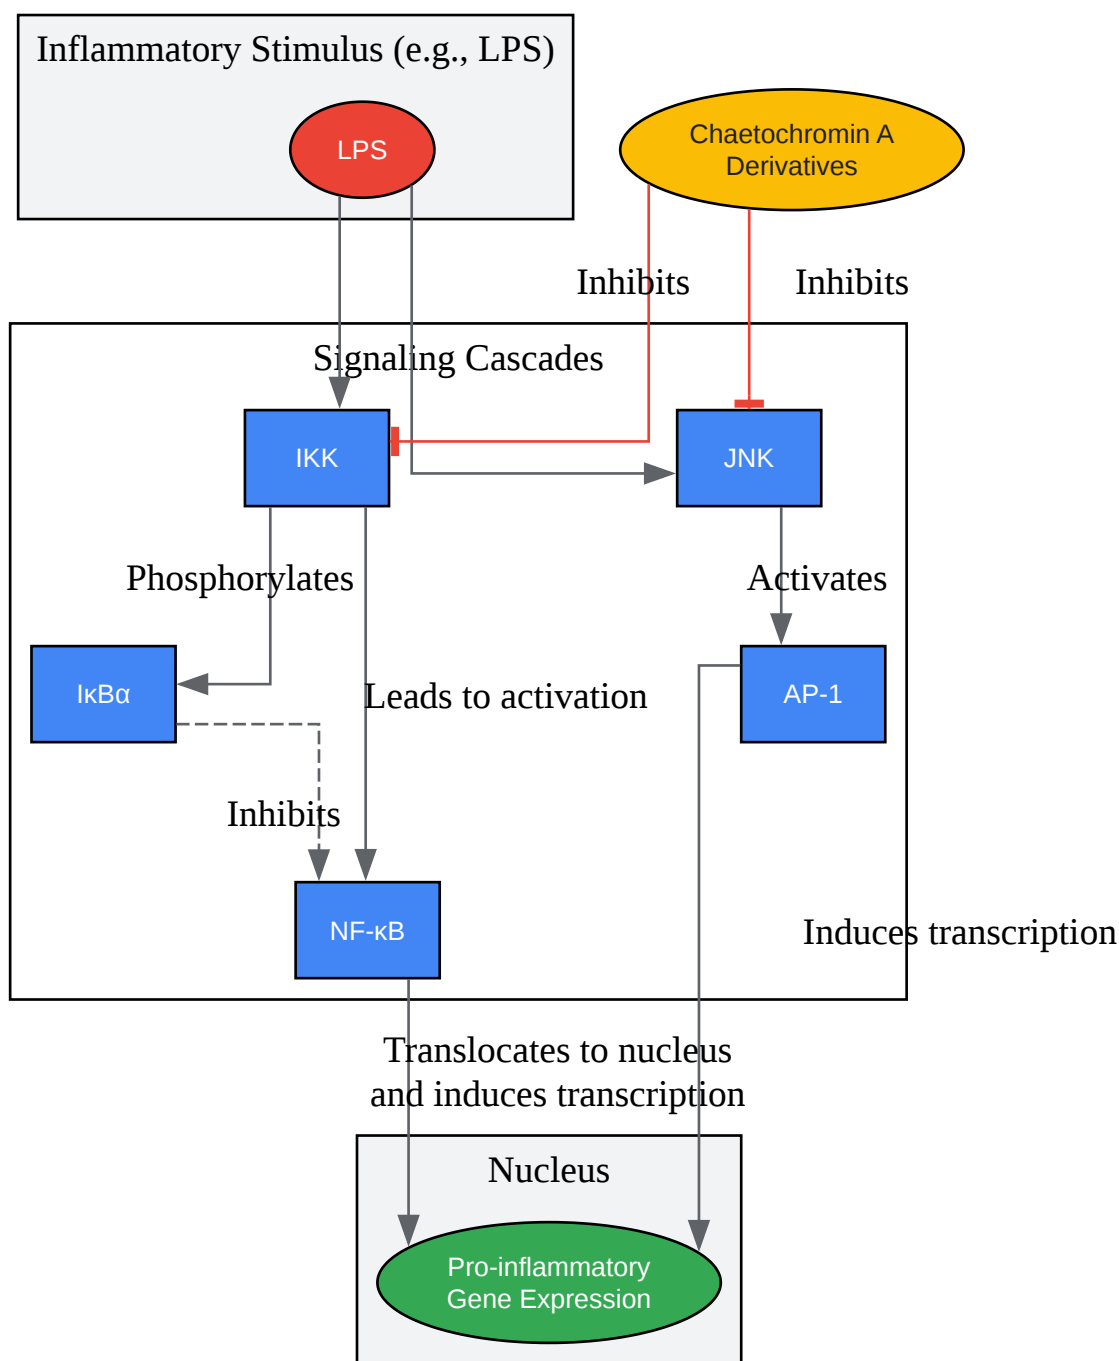 Inflammatory Stimulus (e.g., LPS)
LPS
Chaetochromin A
Derivatives
Inhibits
Inhibits
Signaling Cascades
IKK
JNK
Phosphorylates
Activates
IκBα
Leads to activation
AP-1
Inhibits
NF-κB
Induces transcription
Translocates to nucleus
and induces transcription
Nucleus
Pro-inflammatory
Gene Expression